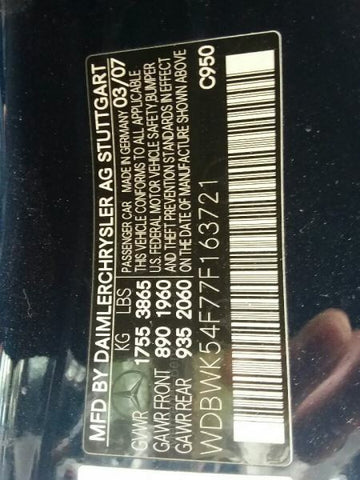 MFD BY DAIMLERCHRYSLER AG STUTTGART
PASSENGER CAR MADE IN GERMANY 03/07
KG LBS THIS VEHICLE CONFORMS TO ALL APPLICABLE
GVWR 1755 3865 U.S. FEDERAL MOTOR VEHICLE SAFETY,BUMPER
GAWR FRONT 890 1960 AND THEFT PREVENTION STANDARDS IN EFFECT
GAWR REAR 935 2060 ON THE DATE OF MANUFACTURE SHOWN ABOVE
C950
WDBWK54F77F163721